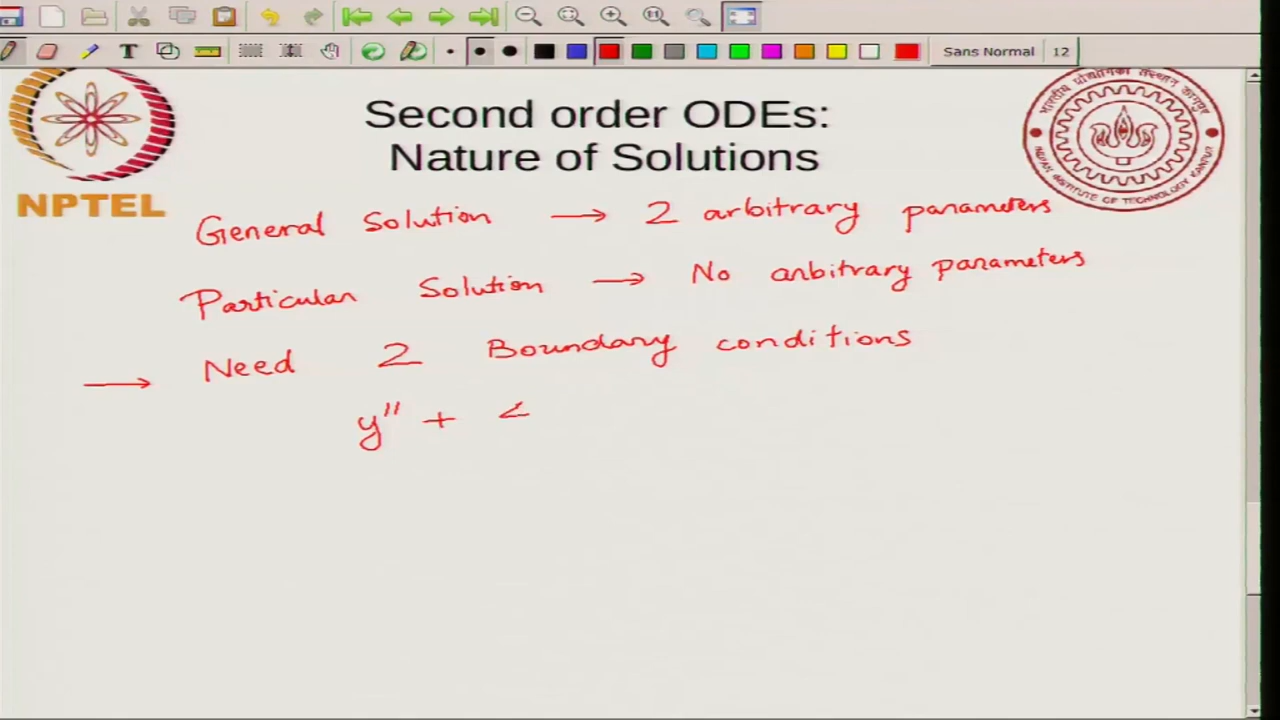 Sans Normal 12
Second order ODEs:
Nature of Solutions
NPTEL
General Solution → 2 arbitrary parameters
Particular Solution → No arbitrary parameters
→ Need 2 Boundary conditions
y'' +